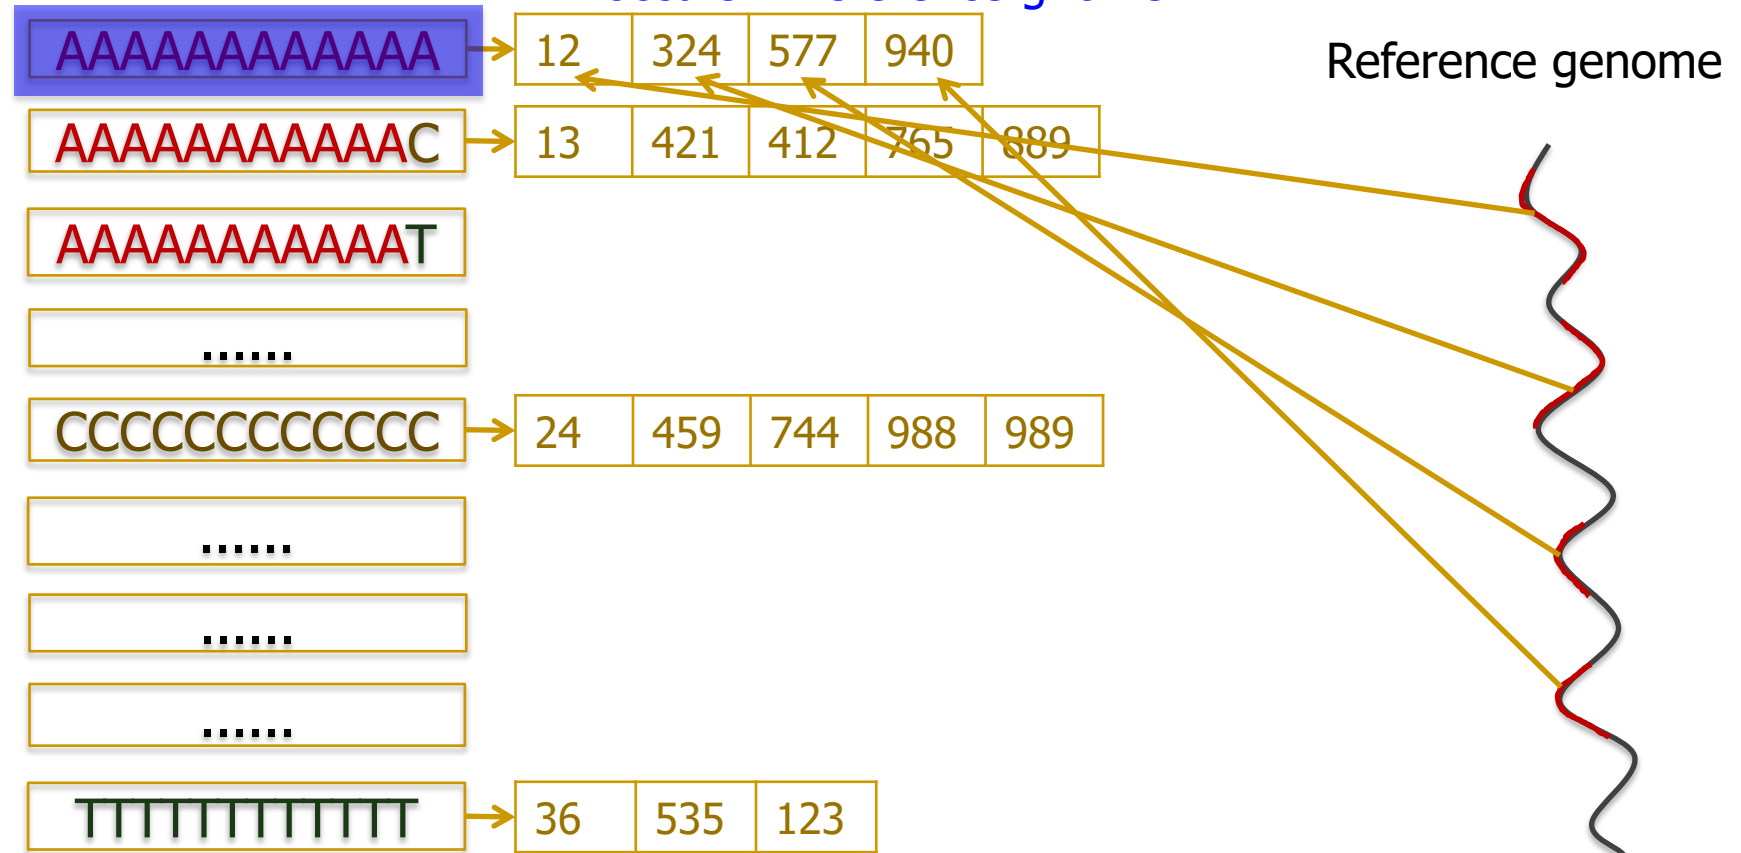 Reference genome
AAAAAAAAAAAA 12 324 577 940
AAAAAAAAAAAC 13 421 412 765 889
AAAAAAAAAAAT
......
CCCCCCCCCCCC 24 459 744 988 989
......
......
......
TTTTTTTTTTTT 36 535 123